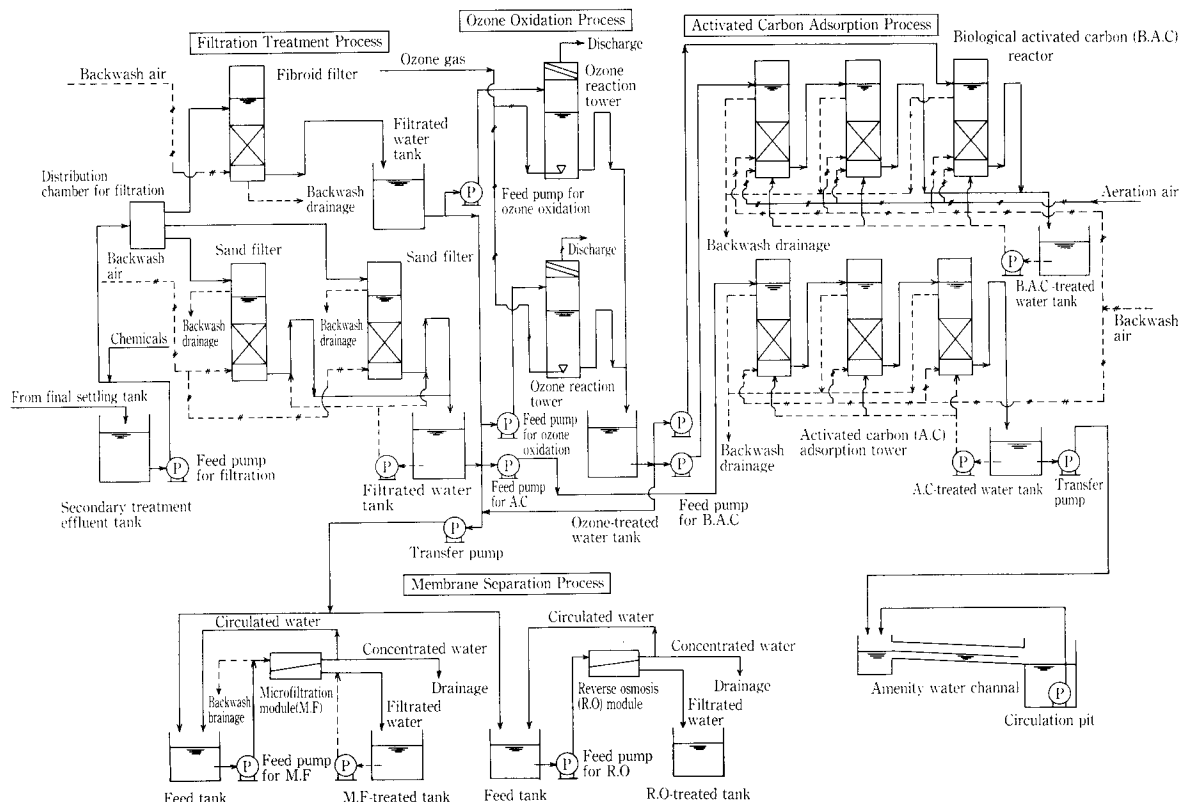 Ozone Oxidation Process
Activated Carbon Adsorption Process
Filtration Treatment Process
Discharge
Biological activated carbon (B.A.C)
reactor
Backwash air
Fibroid filter
Ozone gas
Ozone
reaction
tower
Filtrated
water
tank
P
Distribution
chamber for filtration
Backwash
drainage
Feed pump for
ozone oxidation
Aeration air
Backwash drainage
Backwash
air
Sand filter
Sand filter
Discharge
P
B.A.C-treated
water tank
Backwash
drainage
Backwash
drainage
Backwash
air
Chemicals
Ozone reaction
tower
From final settling tank
P
Feed pump
for ozone
oxidation
P
Activated carbon (A.C)
adsorption tower
Backwash
drainage
P
Feed pump
for filtration
P
P
P
P
P
Filtrated water
tank
Feed pump
for A.C
Feed pump
for B.A.C
A.C-treated water tank
Transfer
pump
Secondary treatment
effluent tank
Ozone-treated
water tank
P
Transfer pump
Membrane Separation Process
Circulated water
Concentrated water
Circulated water
Concentrated water
Drainage
Drainage
Microfiltration
module(M.F)
Reverse osmosis
(R.O) module
Backwash
brainage
Filtrated
water
Filtrated
water
Amenity water channal
P
Circulation pit
P
Feed pump
for M.F
P
P
Feed pump
for R.O
Feed tank
M.F-treated tank
Feed tank
R.O-treated tank